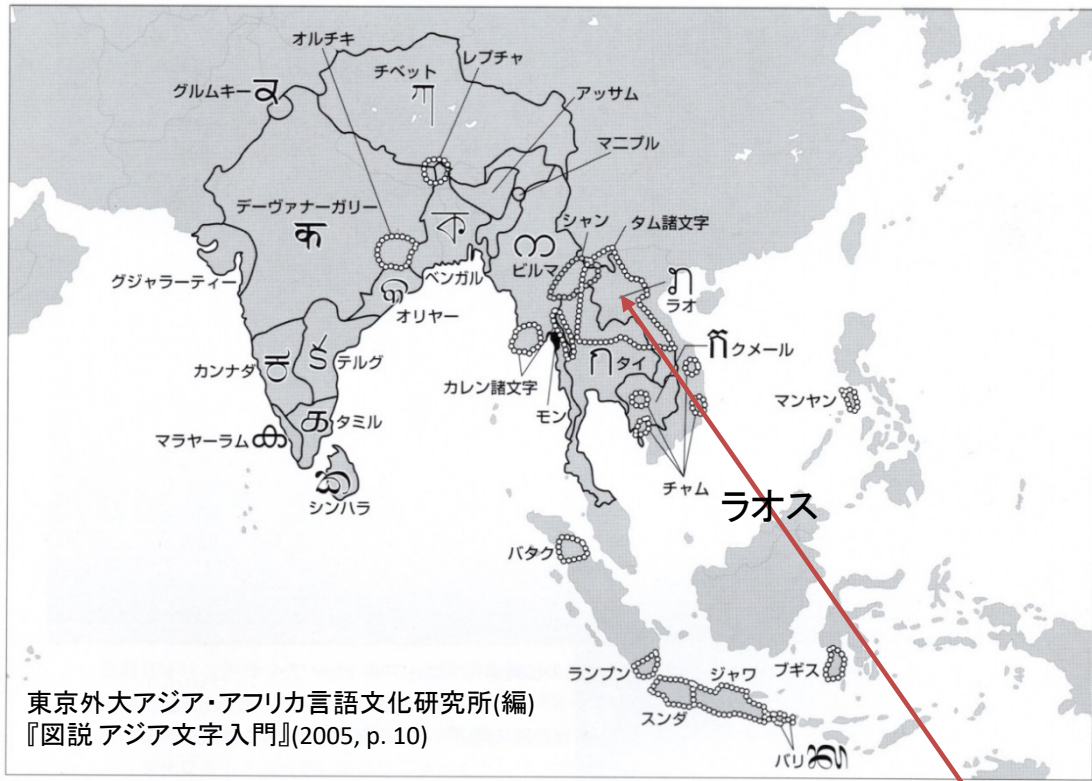 オルチキ
レプチャ
チベット
ཀ
グルムキー
ਕ
アッサム
マニプル
デーヴァナーガリー
क
シャン
タム諸文字
ক
က
ビルマ
ベンガル
グジャラーティー
ລາオ
オリヤー
カンナダ
テルグ
ก タイ
クメール
カレン諸文字
モン
マンヤン
マラヤーラム
タミル
シンハラ
チャム
ラオス
バタク
ランプン
ジャワ
ブギス
スンダ
バリ
東京外大アジア・アフリカ言語文化研究所(編)
『図説 アジア文字入門』(2005, p. 10)